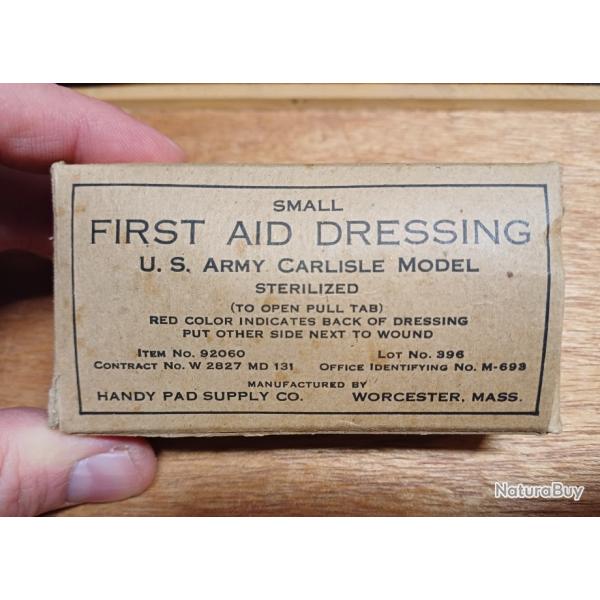 SMALL
FIRST AID DRESSING
U. S. ARMY CARLISLE MODEL
STERILIZED
(TO OPEN PULL TAB)
RED COLOR INDICATES BACK OF DRESSING
PUT OTHER SIDE NEXT TO WOUND
ITEM NO. 92060 LOT NO. 396
CONTRACT NO. W 2827 MD 131 OFFICE IDENTIFYING NO. M-693
MANUFACTURED BY
HANDY PAD SUPPLY CO. WORCESTER, MASS.
NaturaBuy